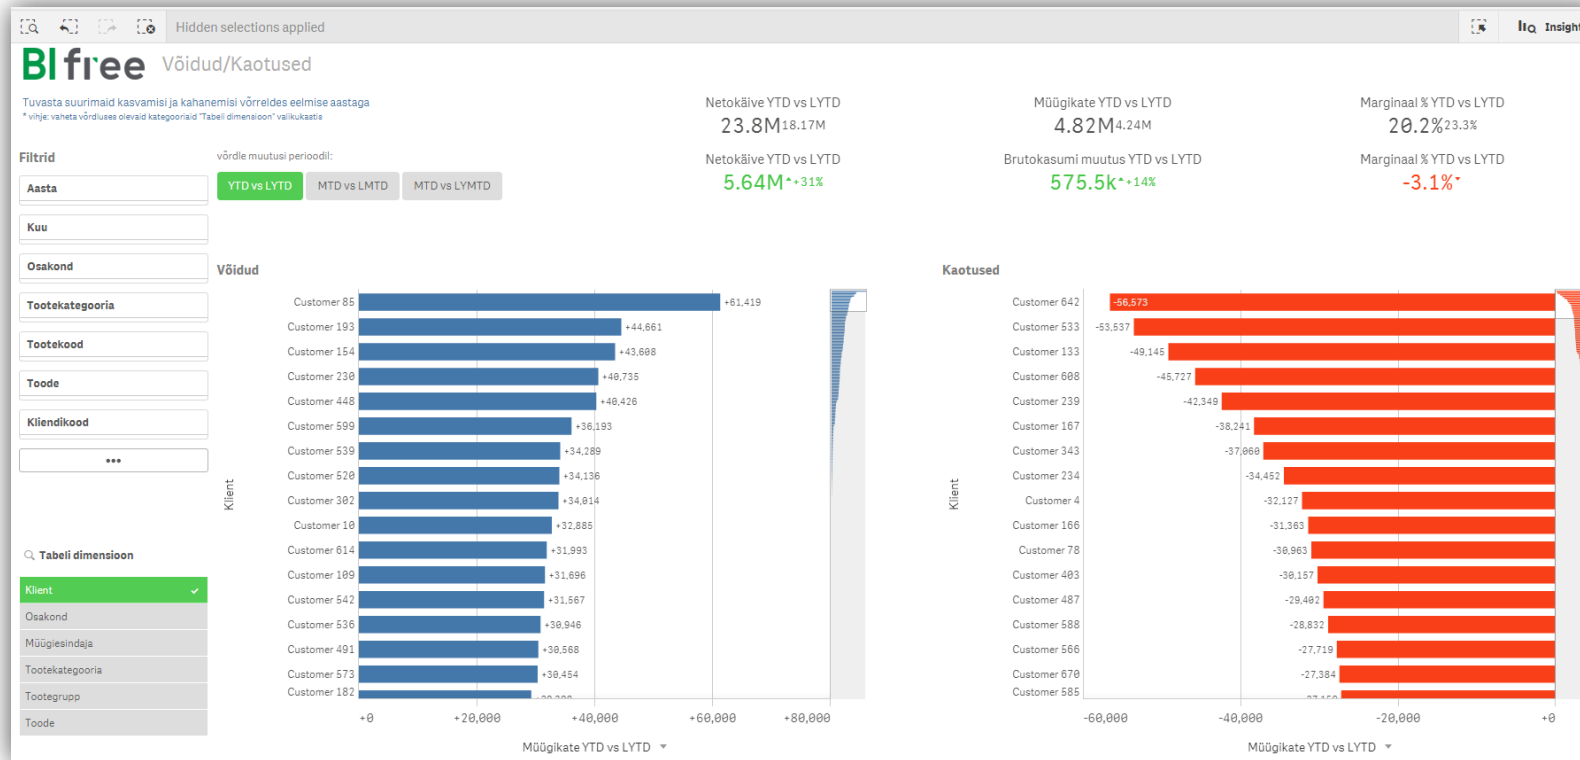 Hidden selections applied
Insight
BI free Võidud/Kaotused
Tuvasta suurimaid kasvamisi ja kahanemisi võrreldes eelmise aastaga
* vihje: vaheta võrdluses olevaid kategooriaid "Tabeli dimensioon" valikukastis
Netokäive YTD vs LYTD
23.8M 18.17M
Müügikate YTD vs LYTD
4.82M 4.24M
Marginaal % YTD vs LYTD
20.2% 23.3%
Netokäive YTD vs LYTD
5.64M ▲ +31%
Brutokasumi muutus YTD vs LYTD
575.5k ▲ +14%
Marginaal % YTD vs LYTD
-3.1% ▼
Filtrid
Aasta
Kuu
Osakond
Tootekategooria
Tootekood
Toode
Kliendikood
•••
võrdle muutusi perioodil:
YTD vs LYTD MTD vs LMTD MTD vs LYMTD
Tabeli dimensioon
Klient
Osakond
Müügiesindaja
Tootekategooria
Tootegrupp
Toode
Võidud
Klient
Customer 85 +61,419
Customer 193 +44,661
Customer 154 +43,608
Customer 230 +40,735
Customer 448 +40,426
Customer 599 +36,193
Customer 539 +34,289
Customer 520 +34,136
Customer 302 +34,014
Customer 10 +32,885
Customer 614 +31,993
Customer 109 +31,696
Customer 542 +31,567
Customer 536 +30,946
Customer 491 +30,568
Customer 573 +30,454
Customer 182
+0 +20,000 +40,000 +60,000 +80,000
Müügikate YTD vs LYTD
Kaotused
Klient
Customer 642 -56,573
Customer 533 -53,537
Customer 133 -49,145
Customer 608 -45,727
Customer 239 -42,349
Customer 167 -38,241
Customer 343 -37,060
Customer 234 -34,452
Customer 4 -32,127
Customer 166 -31,363
Customer 78 -30,963
Customer 403 -30,157
Customer 487 -29,402
Customer 588 -28,832
Customer 566 -27,719
Customer 670 -27,384
Customer 585
-60,000 -40,000 -20,000 +0
Müügikate YTD vs LYTD